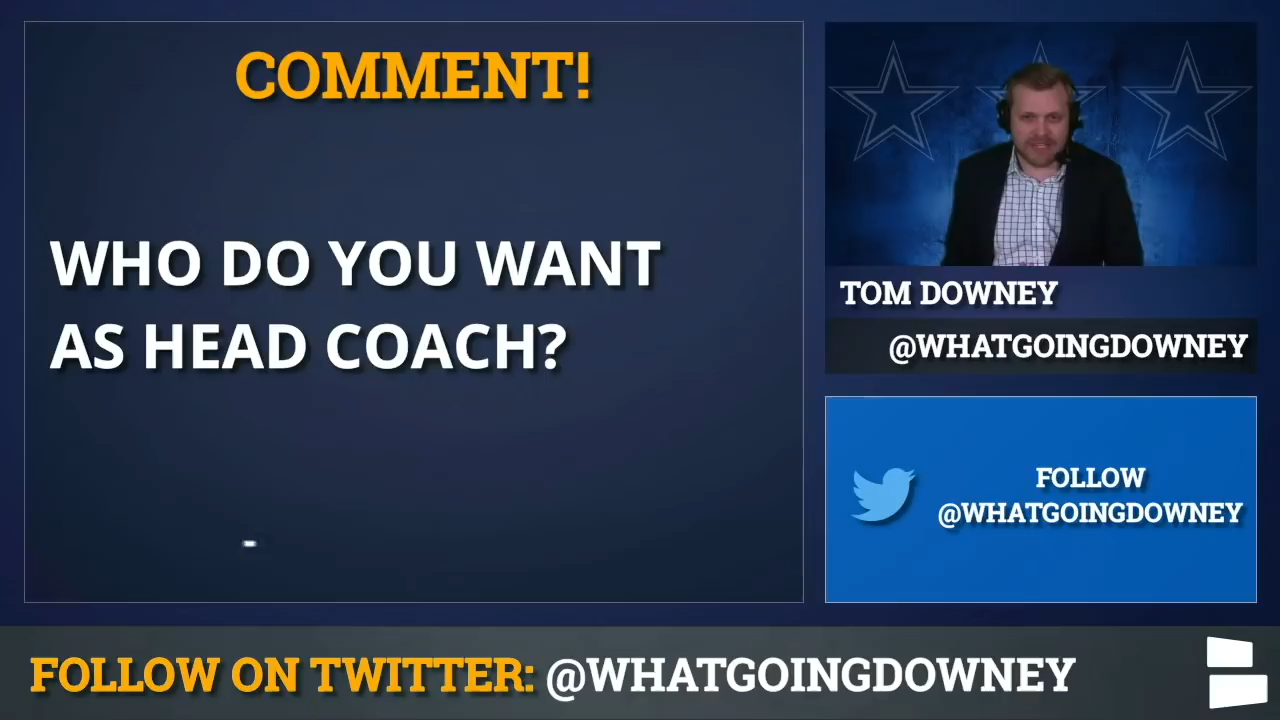 COMMENT!
WHO DO YOU WANT
AS HEAD COACH?
TOM DOWNEY
@WHATGOINGDOWNEY
FOLLOW
@WHATGOINGDOWNEY
FOLLOW ON TWITTER: @WHATGOINGDOWNEY